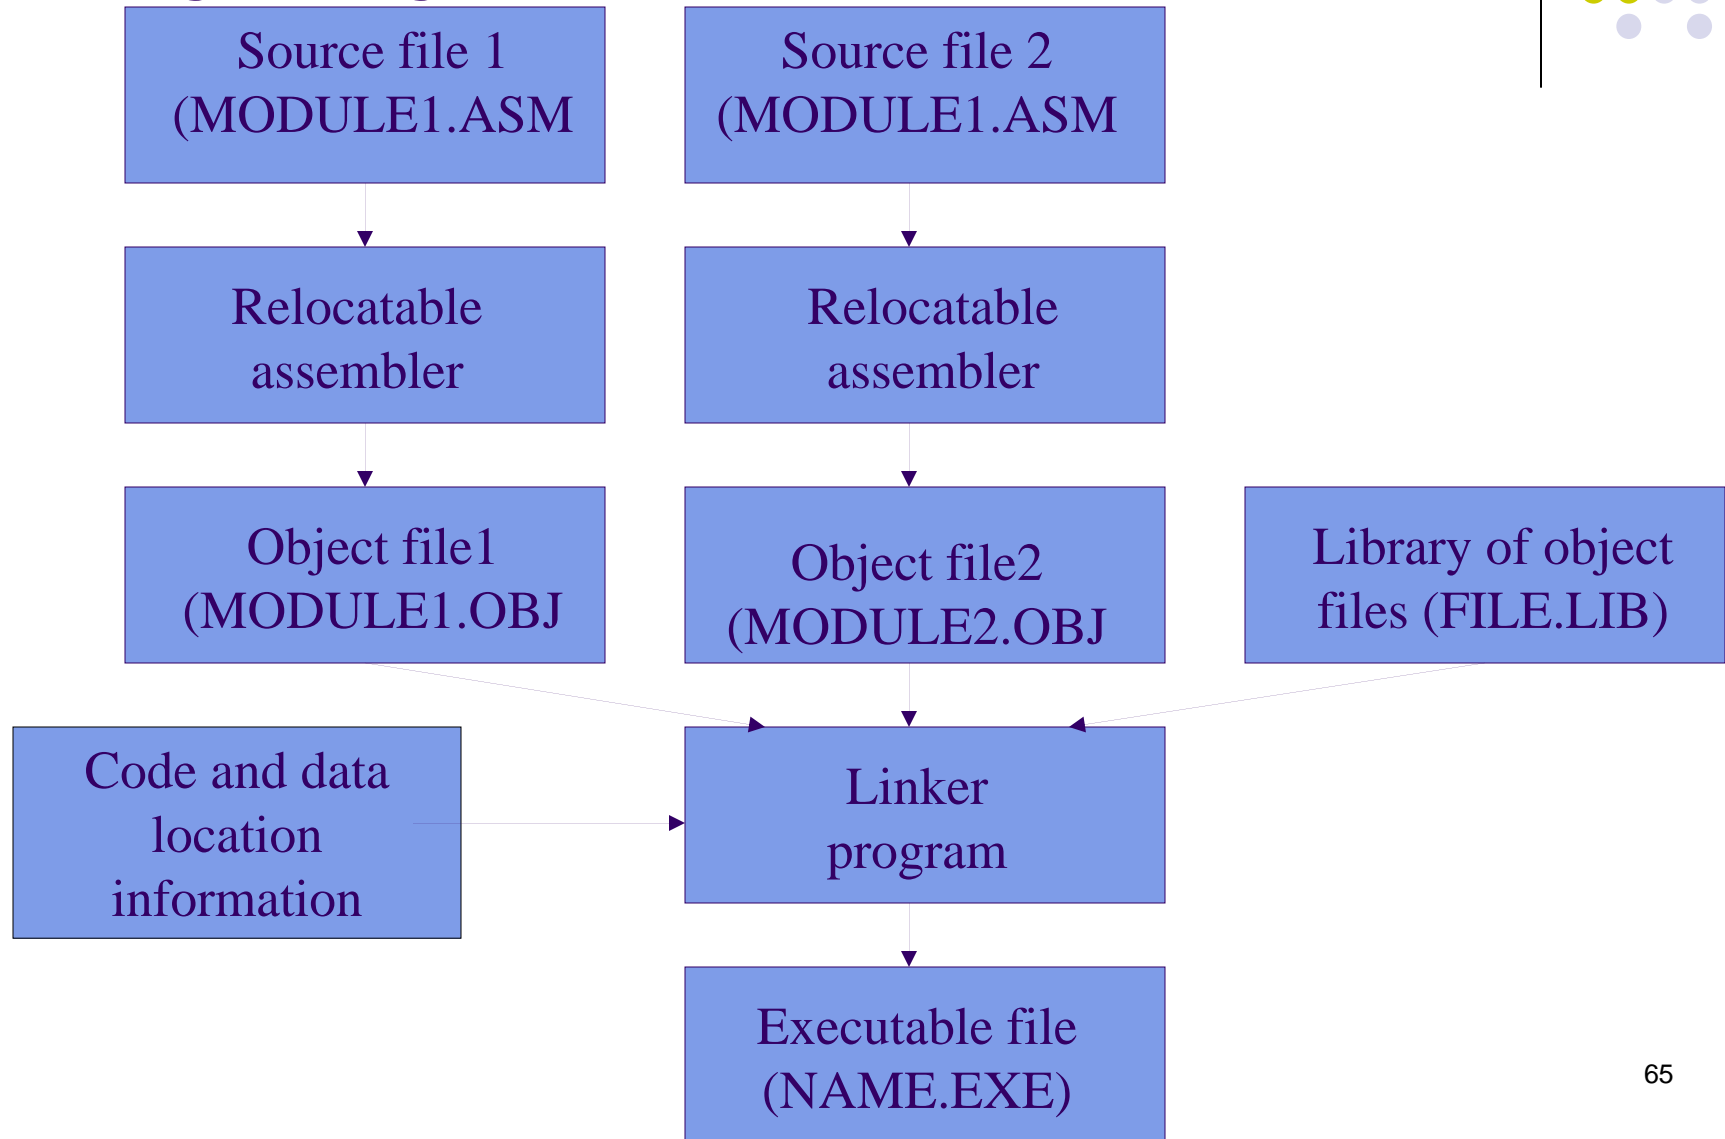 Source file 1
(MODULE1.ASM
Source file 2
(MODULE1.ASM
Relocatable
assembler
Relocatable
assembler
Object file1
(MODULE1.OBJ
Object file2
(MODULE2.OBJ
Library of object
files (FILE.LIB)
Code and data
location
information
Linker
program
Executable file
(NAME.EXE)
65